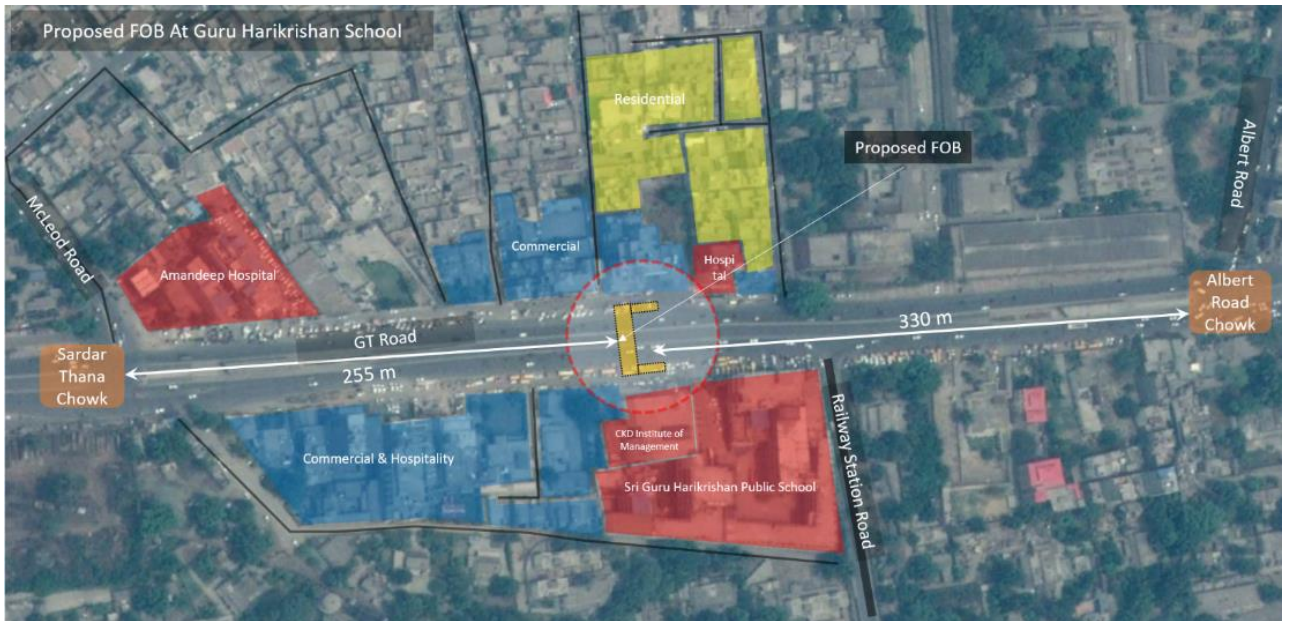 Proposed FOB At Guru Harikrishan School
Residential
Proposed FOB
Albert Road
McLeod Road
Amandeep Hospital
Commercial
Hospi
tal
Albert
Road
Chowk
330 m
GT Road
Sardar
Thana
Chowk
255 m
CKD Institute of
Management
Commercial & Hospitality
Sri Guru Harikrishan Public School
Railway Station Road